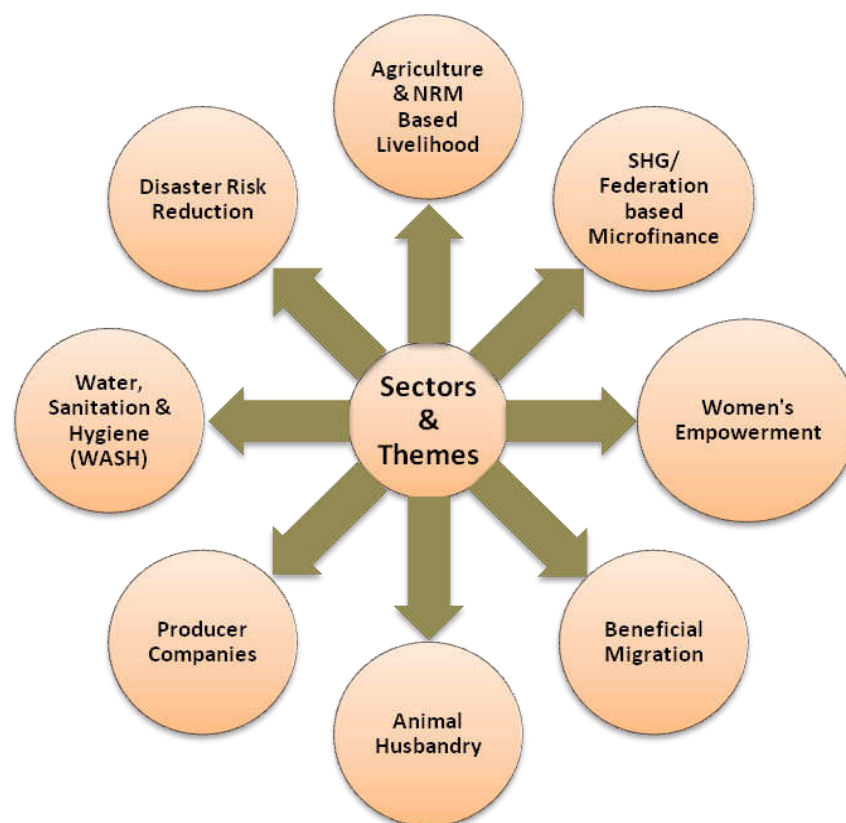 Agriculture
& NRM
Based
Livelihood
SHG/
Federation
based
Microfinance
Women's
Empowerment
Beneficial
Migration
Animal
Husbandry
Producer
Companies
Water,
Sanitation &
Hygiene
(WASH)
Disaster Risk
Reduction
Sectors
&
Themes